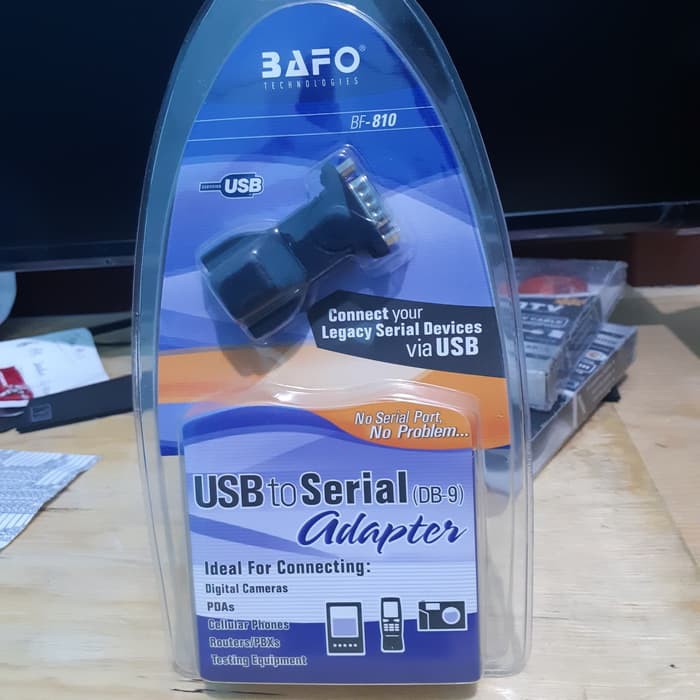 BAFO®
TECHNOLOGIES
BF-810
USB
Connect your
Legacy Serial Devices
via USB
No Serial Port,
No Problem...
USB to Serial (DB-9)
Adapter
Ideal For Connecting:
Digital Cameras
PDAs
Cellular Phones
Routers/PBXs
Testing Equipment